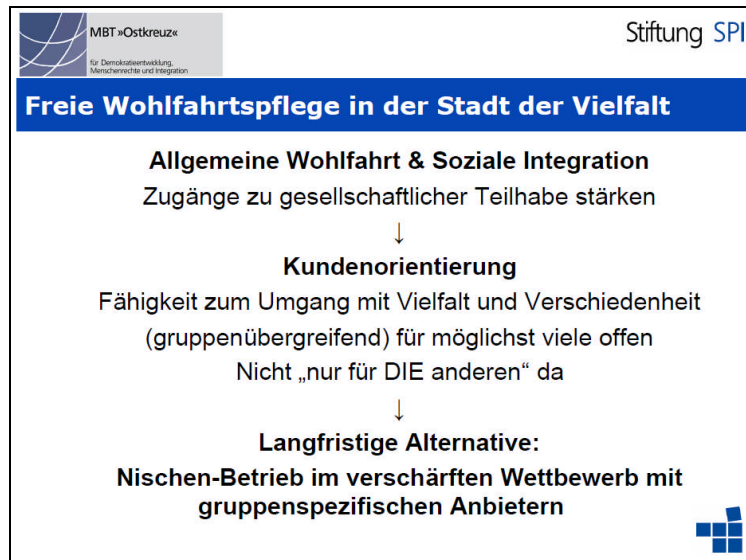 MBT »Ostkreuz«
für Demokratieentwicklung,
Menschenrechte und Integration
Stiftung SPI
Freie Wohlfahrtspflege in der Stadt der Vielfalt
Allgemeine Wohlfahrt & Soziale Integration
Zugänge zu gesellschaftlicher Teilhabe stärken
↓
Kundenorientierung
Fähigkeit zum Umgang mit Vielfalt und Verschiedenheit
(gruppenübergreifend) für möglichst viele offen
Nicht „nur für DIE anderen“ da
↓
Langfristige Alternative:
Nischen-Betrieb im verschärften Wettbewerb mit
gruppenspezifischen Anbietern